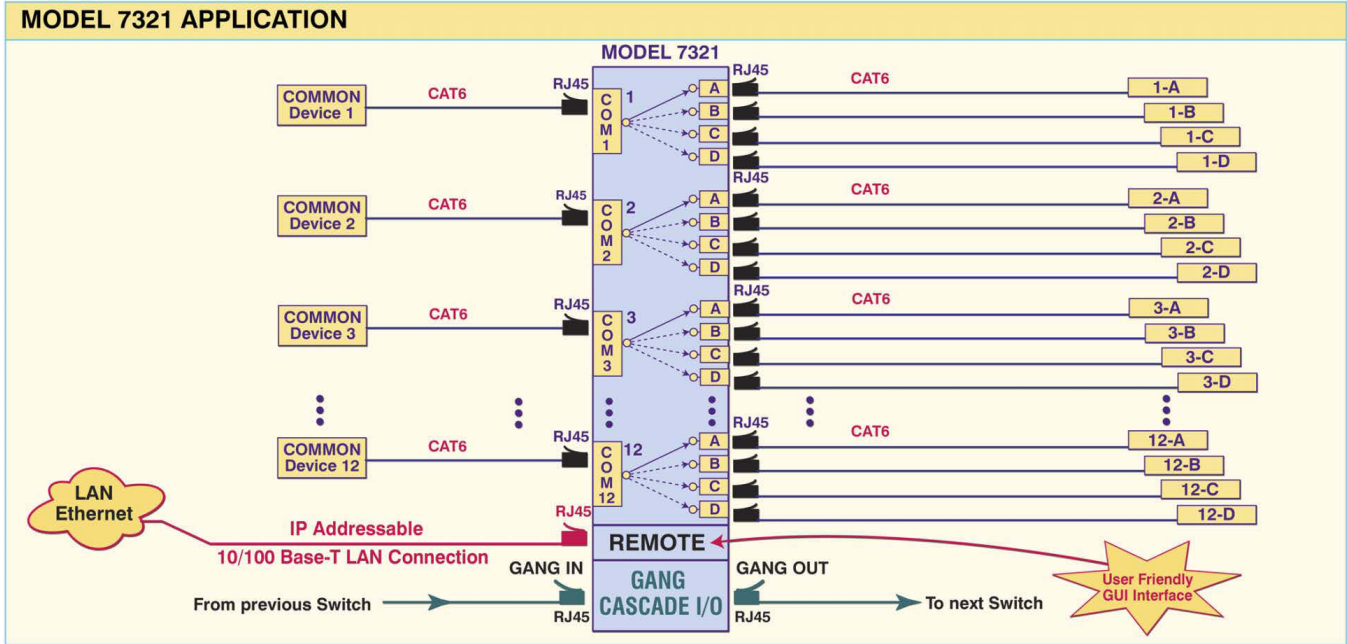 MODEL 7321 APPLICATION
MODEL 7321
COMMON
Device 1
CAT6
RJ45
COM1
1
A
B
C
D
RJ45
CAT6
1-A
1-B
1-C
1-D
COMMON
Device 2
CAT6
RJ45
COM2
2
A
B
C
D
RJ45
CAT6
2-A
2-B
2-C
2-D
COMMON
Device 3
CAT6
RJ45
COM3
3
A
B
C
D
RJ45
CAT6
3-A
3-B
3-C
3-D
COMMON
Device 12
CAT6
RJ45
COM12
12
A
B
C
D
RJ45
CAT6
12-A
12-B
12-C
12-D
LAN
Ethernet
IP Addressable
10/100 Base-T LAN Connection
RJ45
REMOTE
User Friendly
GUI Interface
From previous Switch
GANG IN
RJ45
GANG
CASCADE I/O
GANG OUT
RJ45
To next Switch